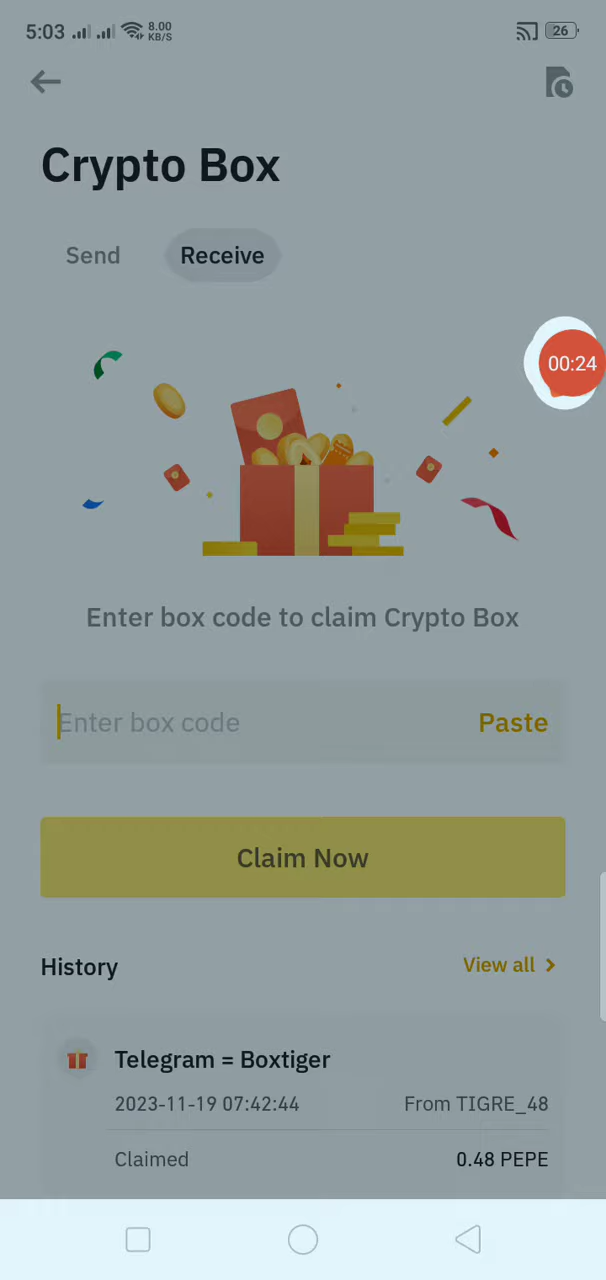 5:03 8.00 KB/S 26
Crypto Box
Send Receive
00:24
Enter box code to claim Crypto Box
Enter box code Paste
Claim Now
History View all
Telegram = Boxtiger
2023-11-19 07:42:44 From TIGRE_48
Claimed 0.48 PEPE